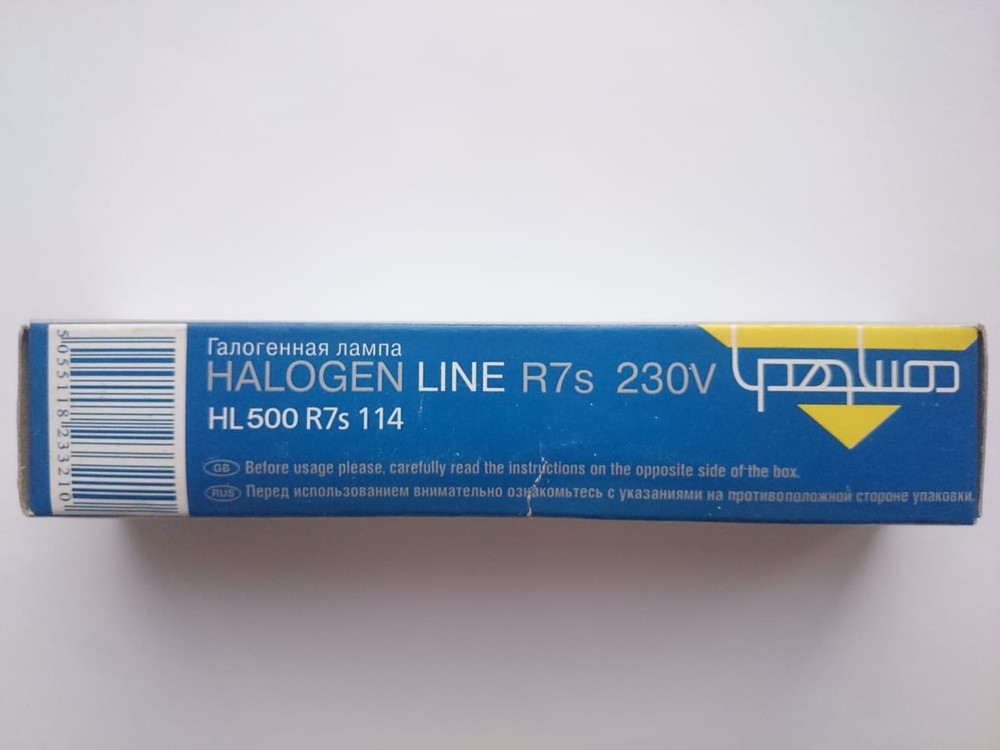 5055118233210
Галогенная лампа
HALOGEN LINE R7s 230V
HL 500 R7s 114
GB Before usage please, carefully read the instructions on the opposite side of the box.
RUS Перед использованием внимательно ознакомьтесь с указаниями на противоположной стороне упаковки.